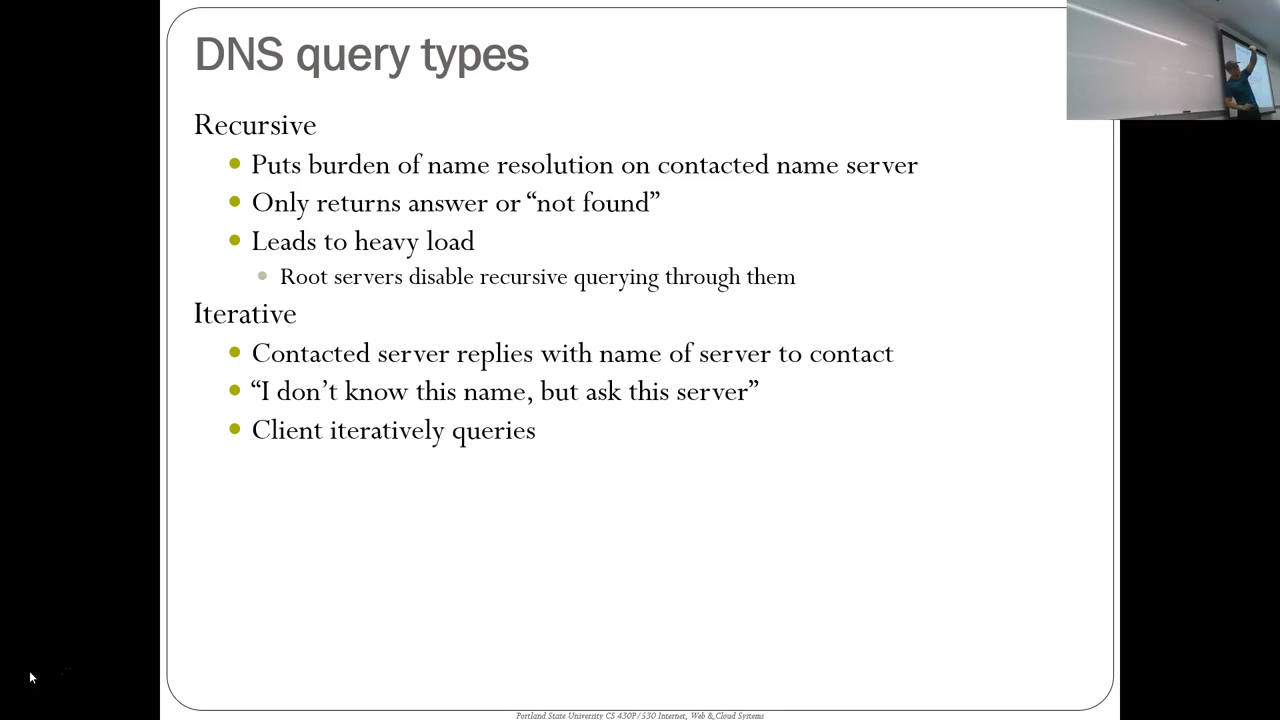 DNS query types
Recursive
Puts burden of name resolution on contacted name server
Only returns answer or “not found”
Leads to heavy load
Root servers disable recursive querying through them
Iterative
Contacted server replies with name of server to contact
“I don’t know this name, but ask this server”
Client iteratively queries
Portland State University CS 430P/530 Internet, Web & Cloud Systems